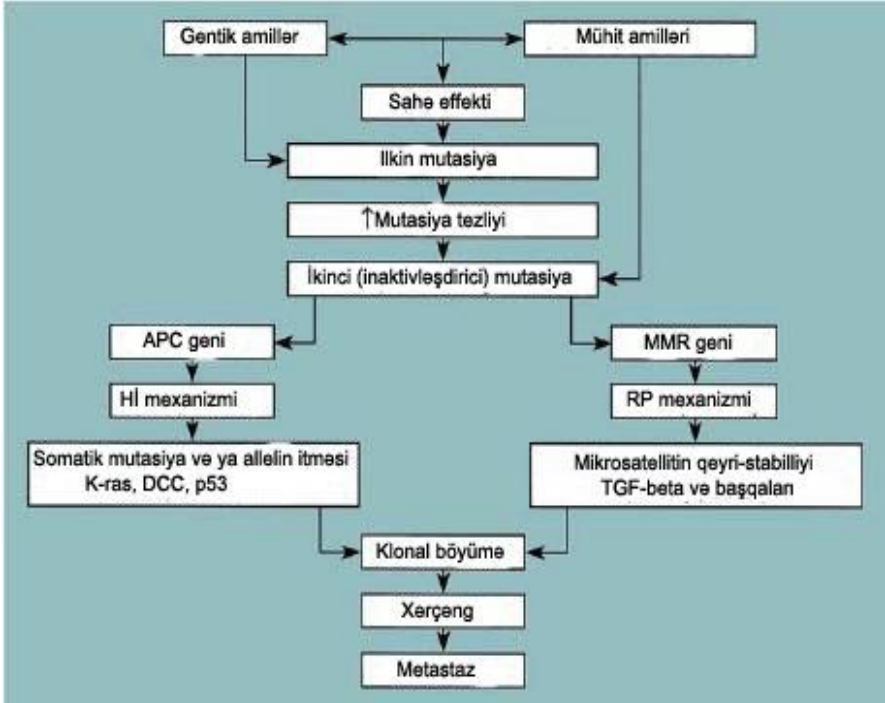 Gentik amillər
Mühit amilləri
Sahə effekti
Ilkin mutasiya
↑Mutasiya tezliyi
İkinci (inaktivləşdirici) mutasiya
APC geni
MMR geni
Hİ mexanizmi
RP mexanizmi
Somatik mutasiya və ya allelin itməsi
K-ras, DCC, p53
Mikrosatellitin qeyri-stabilliyi
TGF-beta və başqaları
Klonal böyümə
Xərçəng
Metastaz